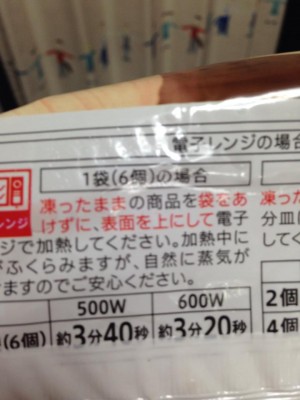 電子レンジの場合
1袋(6個)の場合
レンジ
凍ったままの商品を袋をあ
けずに、表面を上にして電子
ジで加熱してください。加熱中に
がふくらみますが、自然に蒸気が
けますのでご安心ください。
凍った
分皿
500W 600W 2個
(6個) 約3分40秒 約3分20秒 4個